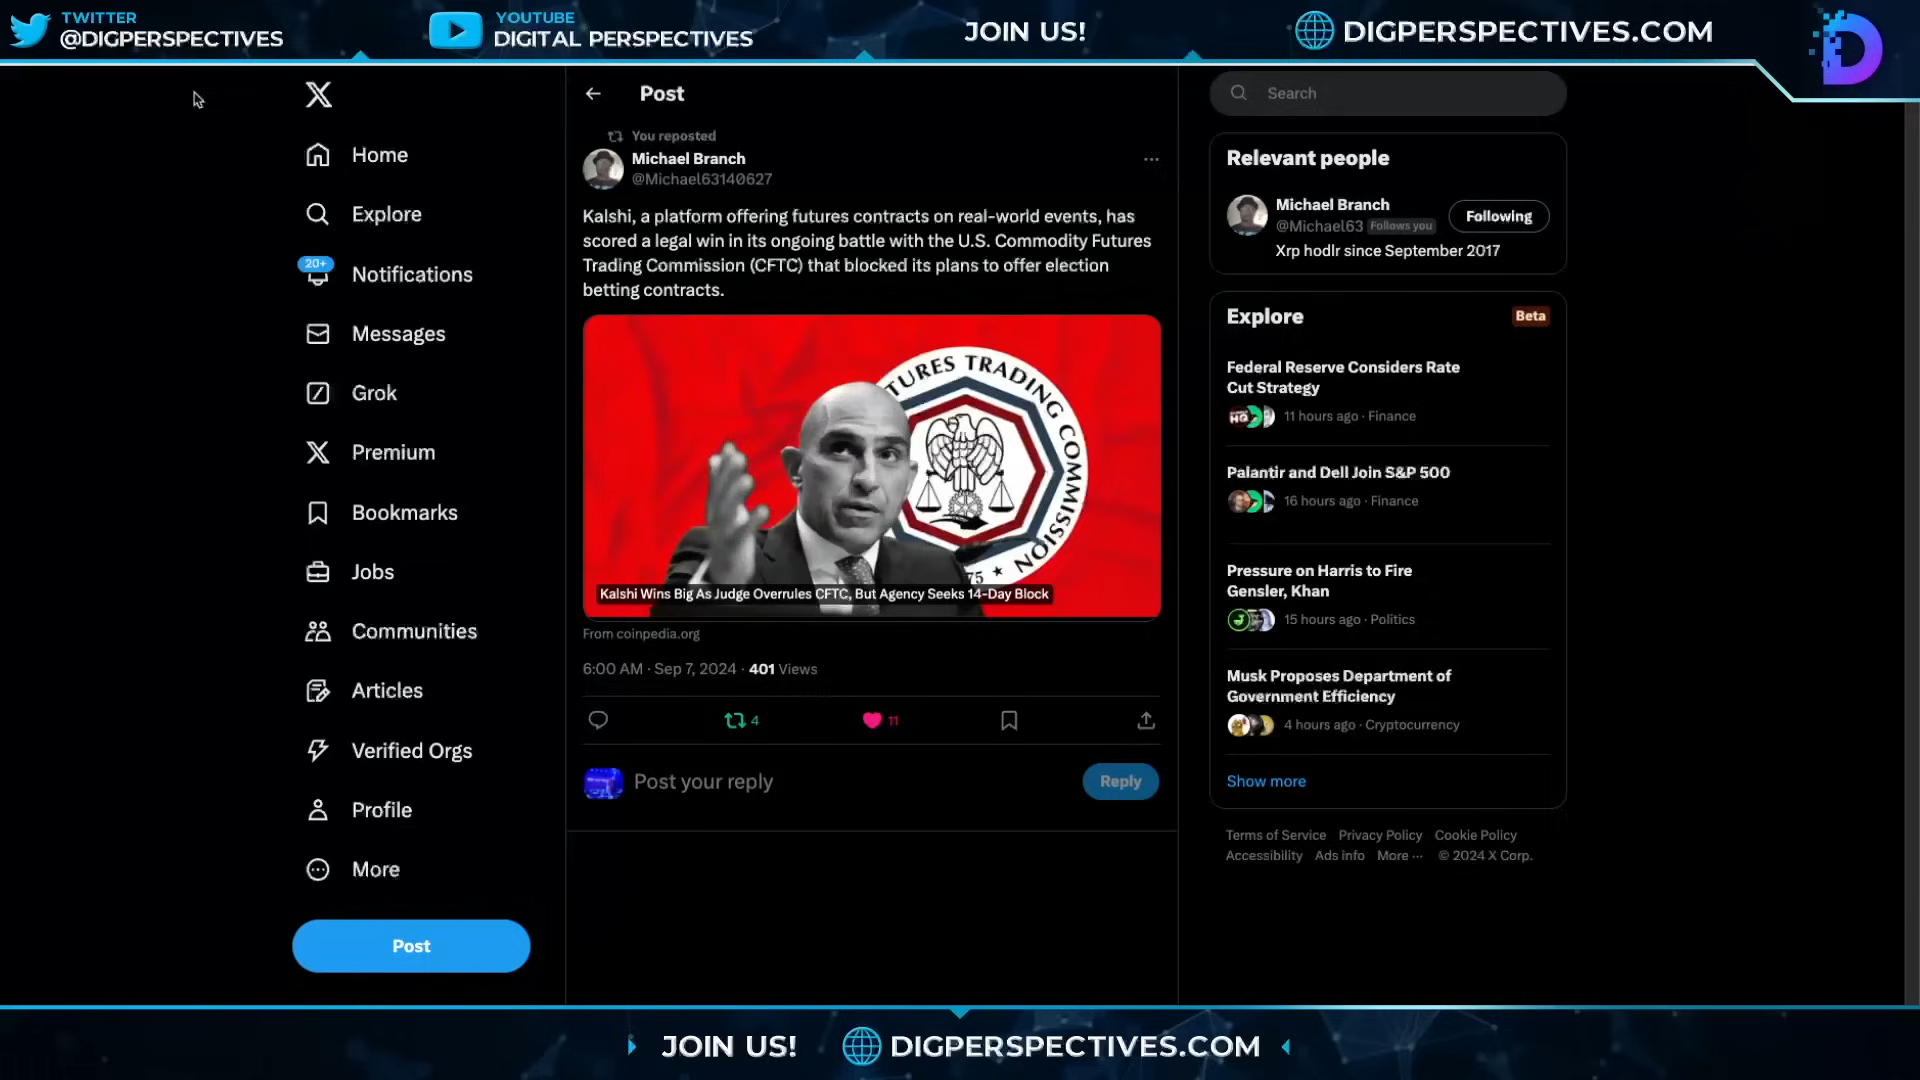 TWITTER
@DIGPERSPECTIVES
YOUTUBE
DIGITAL PERSPECTIVES
JOIN US!
DIGPERSPECTIVES.COM
Home
Explore
20+
Notifications
Messages
Grok
Premium
Bookmarks
Jobs
Communities
Articles
Verified Orgs
Profile
More
Post
Post
You reposted
Michael Branch
@Michael63140627
Kalshi, a platform offering futures contracts on real-world events, has
scored a legal win in its ongoing battle with the U.S. Commodity Futures
Trading Commission (CFTC) that blocked its plans to offer election
betting contracts.
TURES TRADING COMMISSION
75 ★
Kalshi Wins Big As Judge Overrules CFTC, But Agency Seeks 14-Day Block
From coinpedia.org
6:00 AM · Sep 7, 2024 · 401 Views
4
11
Post your reply
Reply
Search
Relevant people
Michael Branch
@Michael63 Follows you
Following
Xrp hodlr since September 2017
Explore
Beta
Federal Reserve Considers Rate
Cut Strategy
11 hours ago · Finance
Palantir and Dell Join S&P 500
16 hours ago · Finance
Pressure on Harris to Fire
Gensler, Khan
15 hours ago · Politics
Musk Proposes Department of
Government Efficiency
4 hours ago · Cryptocurrency
Show more
Terms of Service Privacy Policy Cookie Policy
Accessibility Ads info More ··· © 2024 X Corp.
JOIN US!
DIGPERSPECTIVES.COM